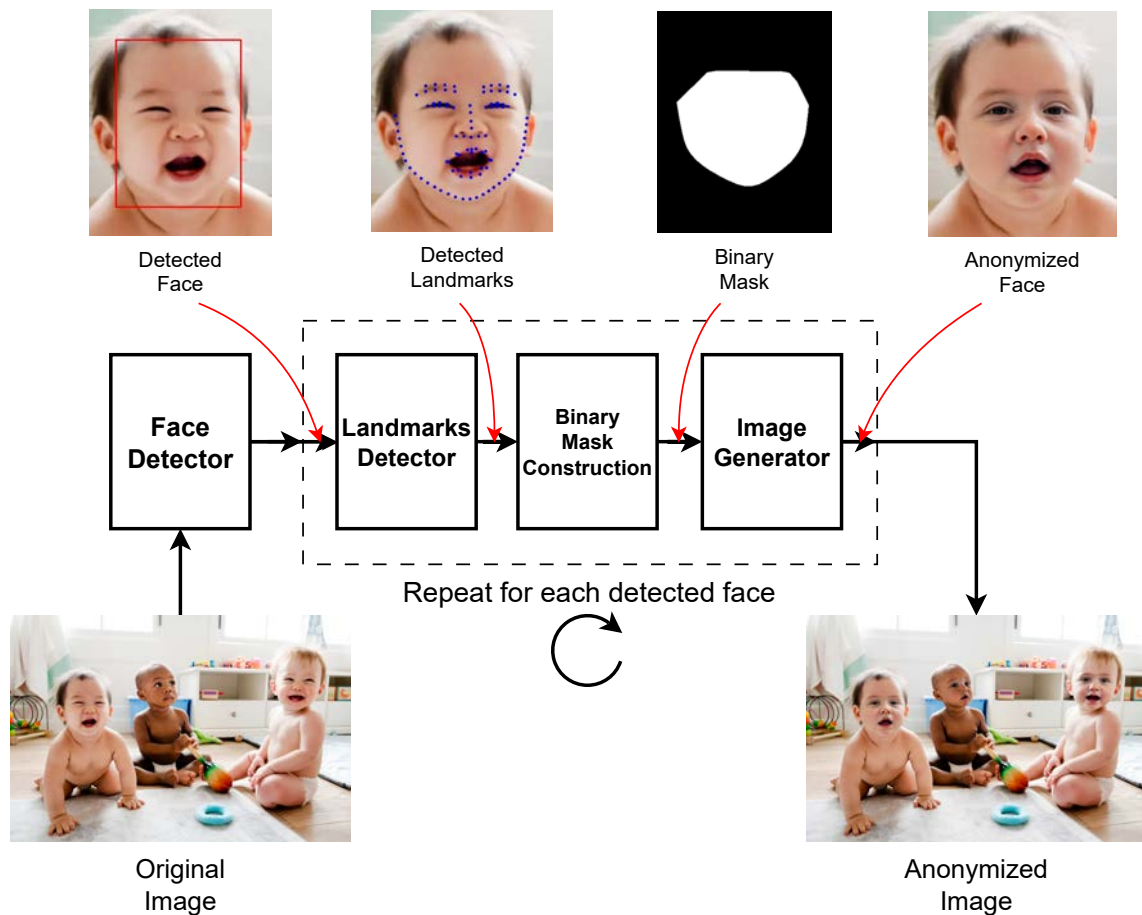 Detected
Face
Detected
Landmarks
Binary
Mask
Anonymized
Face
Face
Detector
Landmarks
Detector
Binary
Mask
Construction
Image
Generator
Repeat for each detected face
Original
Image
Anonymized
Image